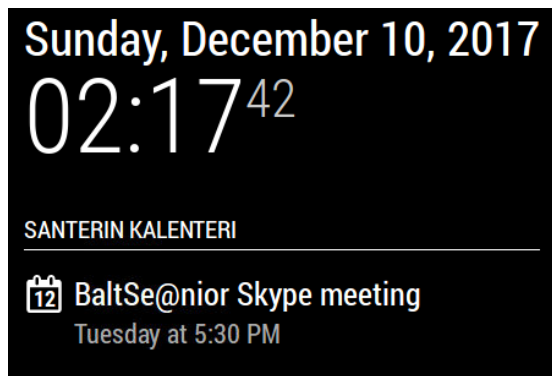 Sunday, December 10, 2017
02:17 42
SANTERIN KALENTERI
12 BaltSe@nior Skype meeting
Tuesday at 5:30 PM